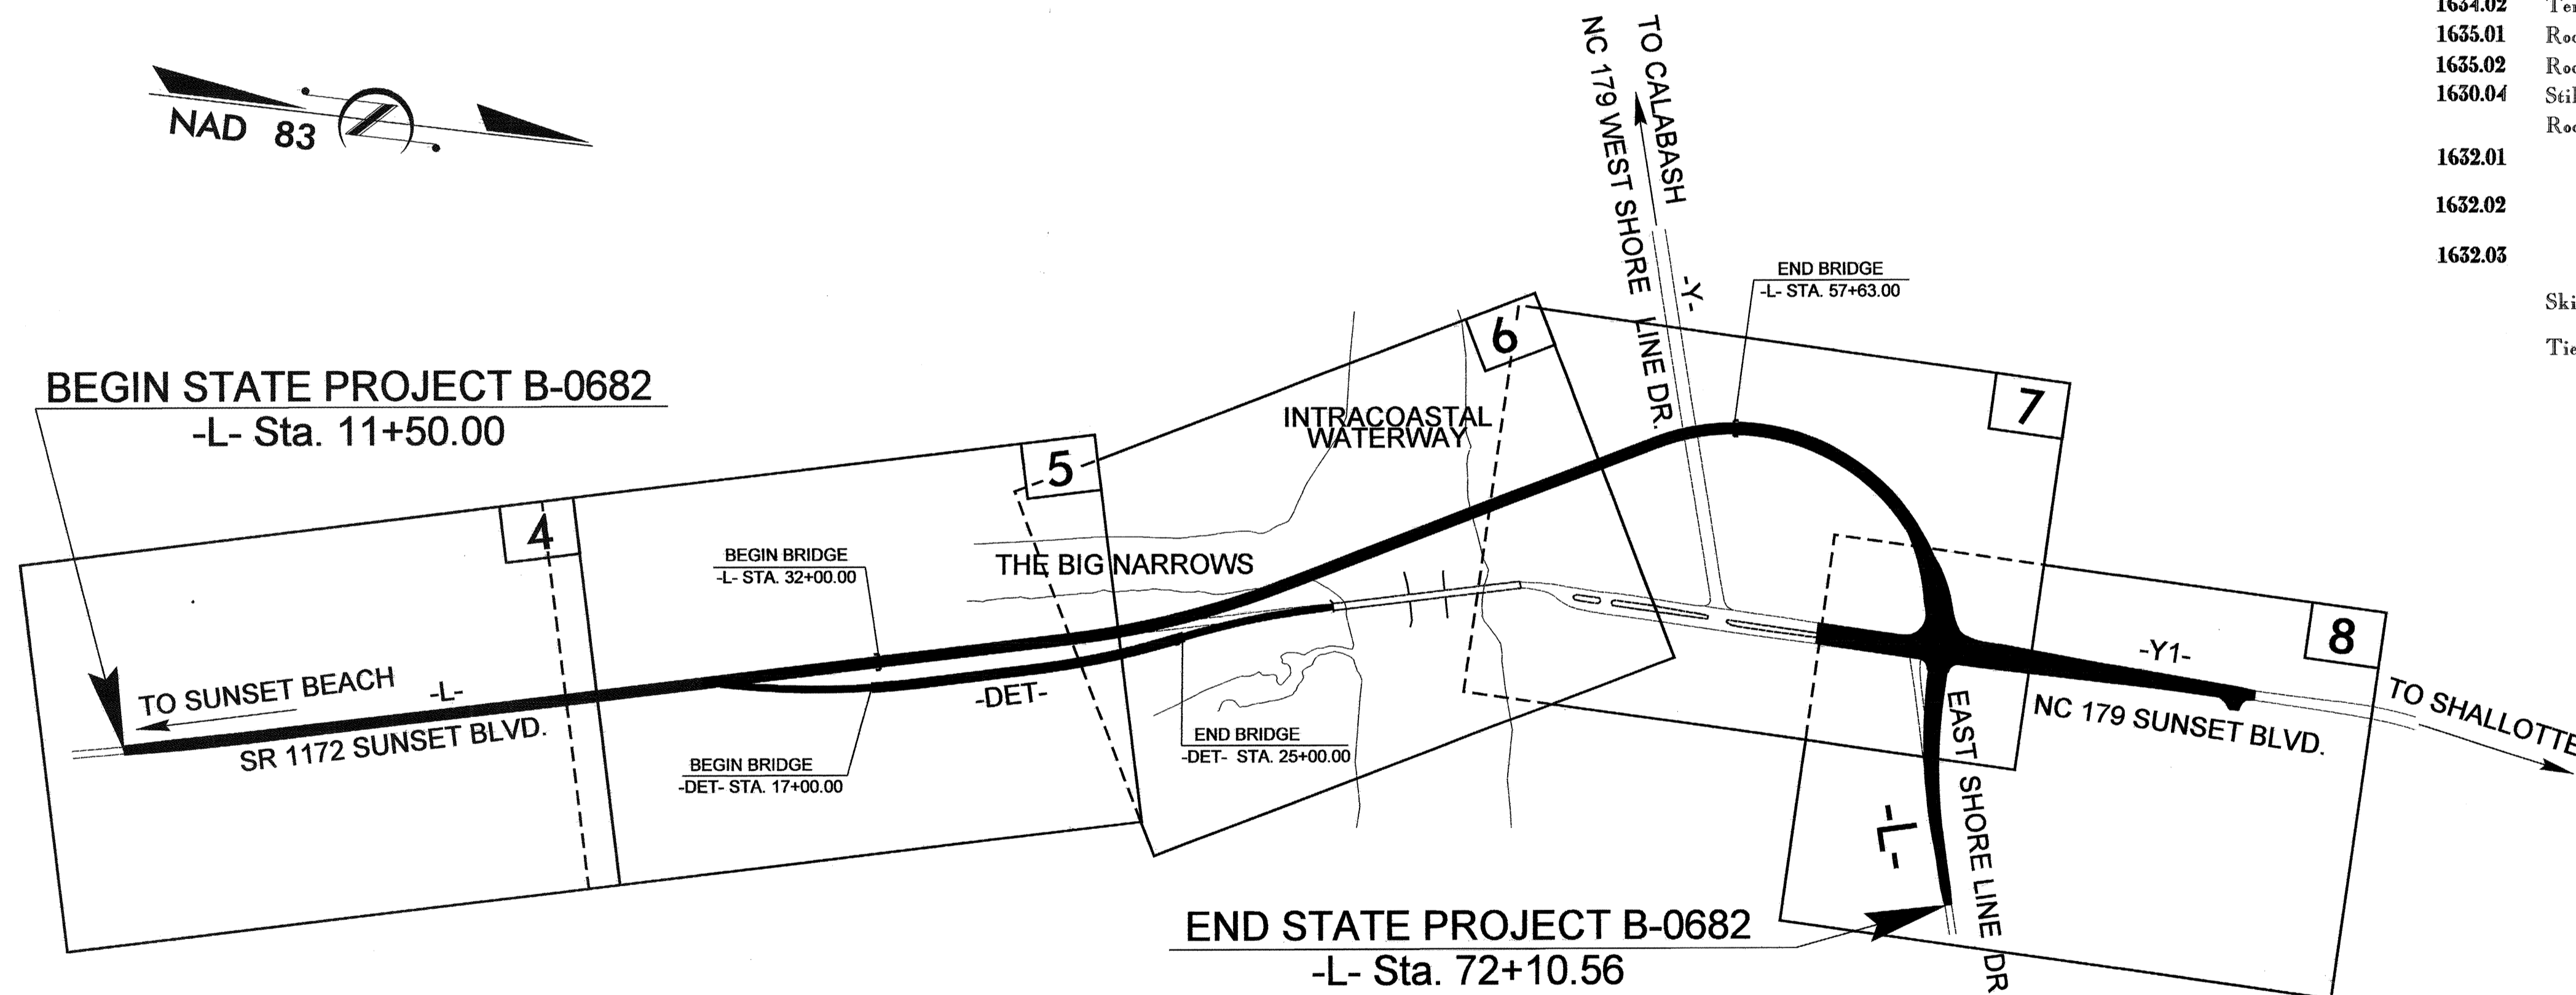 1634.02
1635.01
1635.02
1630.04
1632.01
1632.02
1632.03
NAD 83
TO CALABASH
NC 179 WEST SHORE LINE DR.
-Y-
END BRIDGE
-L- STA. 57+63.00
6
7
INTRACOASTAL
WATERWAY
BEGIN STATE PROJECT B-0682
-L- Sta. 11+50.00
5
4
BEGIN BRIDGE
-L- STA. 32+00.00
THE BIG NARROWS
8
-Y1-
TO SUNSET BEACH
-L-
SR 1172 SUNSET BLVD.
-DET-
END BRIDGE
-DET- STA. 25+00.00
BEGIN BRIDGE
-DET- STA. 17+00.00
NC 179 SUNSET BLVD.
TO SHALLOTTE
EAST SHORE LINE DR
-L-
END STATE PROJECT B-0682
-L- Sta. 72+10.56